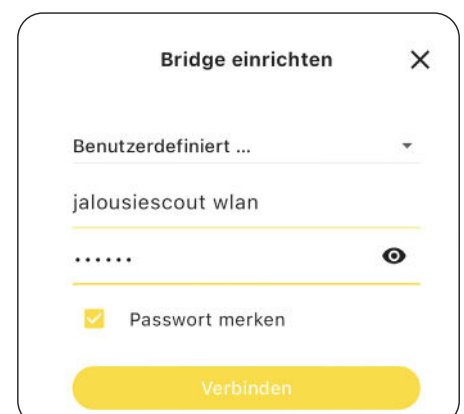 Bridge einrichten
Benutzerdefiniert ...
jalousiescout wlan
••••••
Passwort merken
Verbinden